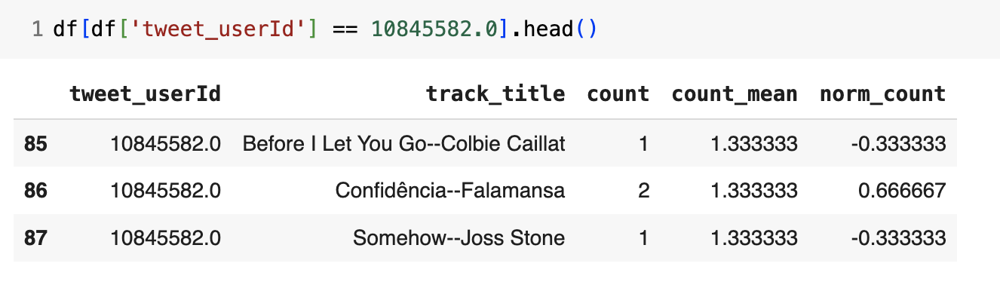 1 df[df['tweet_userId'] == 10845582.0].head()
tweet_userId track_title count count_mean norm_count
85 10845582.0 Before I Let You Go--Colbie Caillat 1 1.333333 -0.333333
86 10845582.0 Confidência--Falamansa 2 1.333333 0.666667
87 10845582.0 Somehow--Joss Stone 1 1.333333 -0.333333